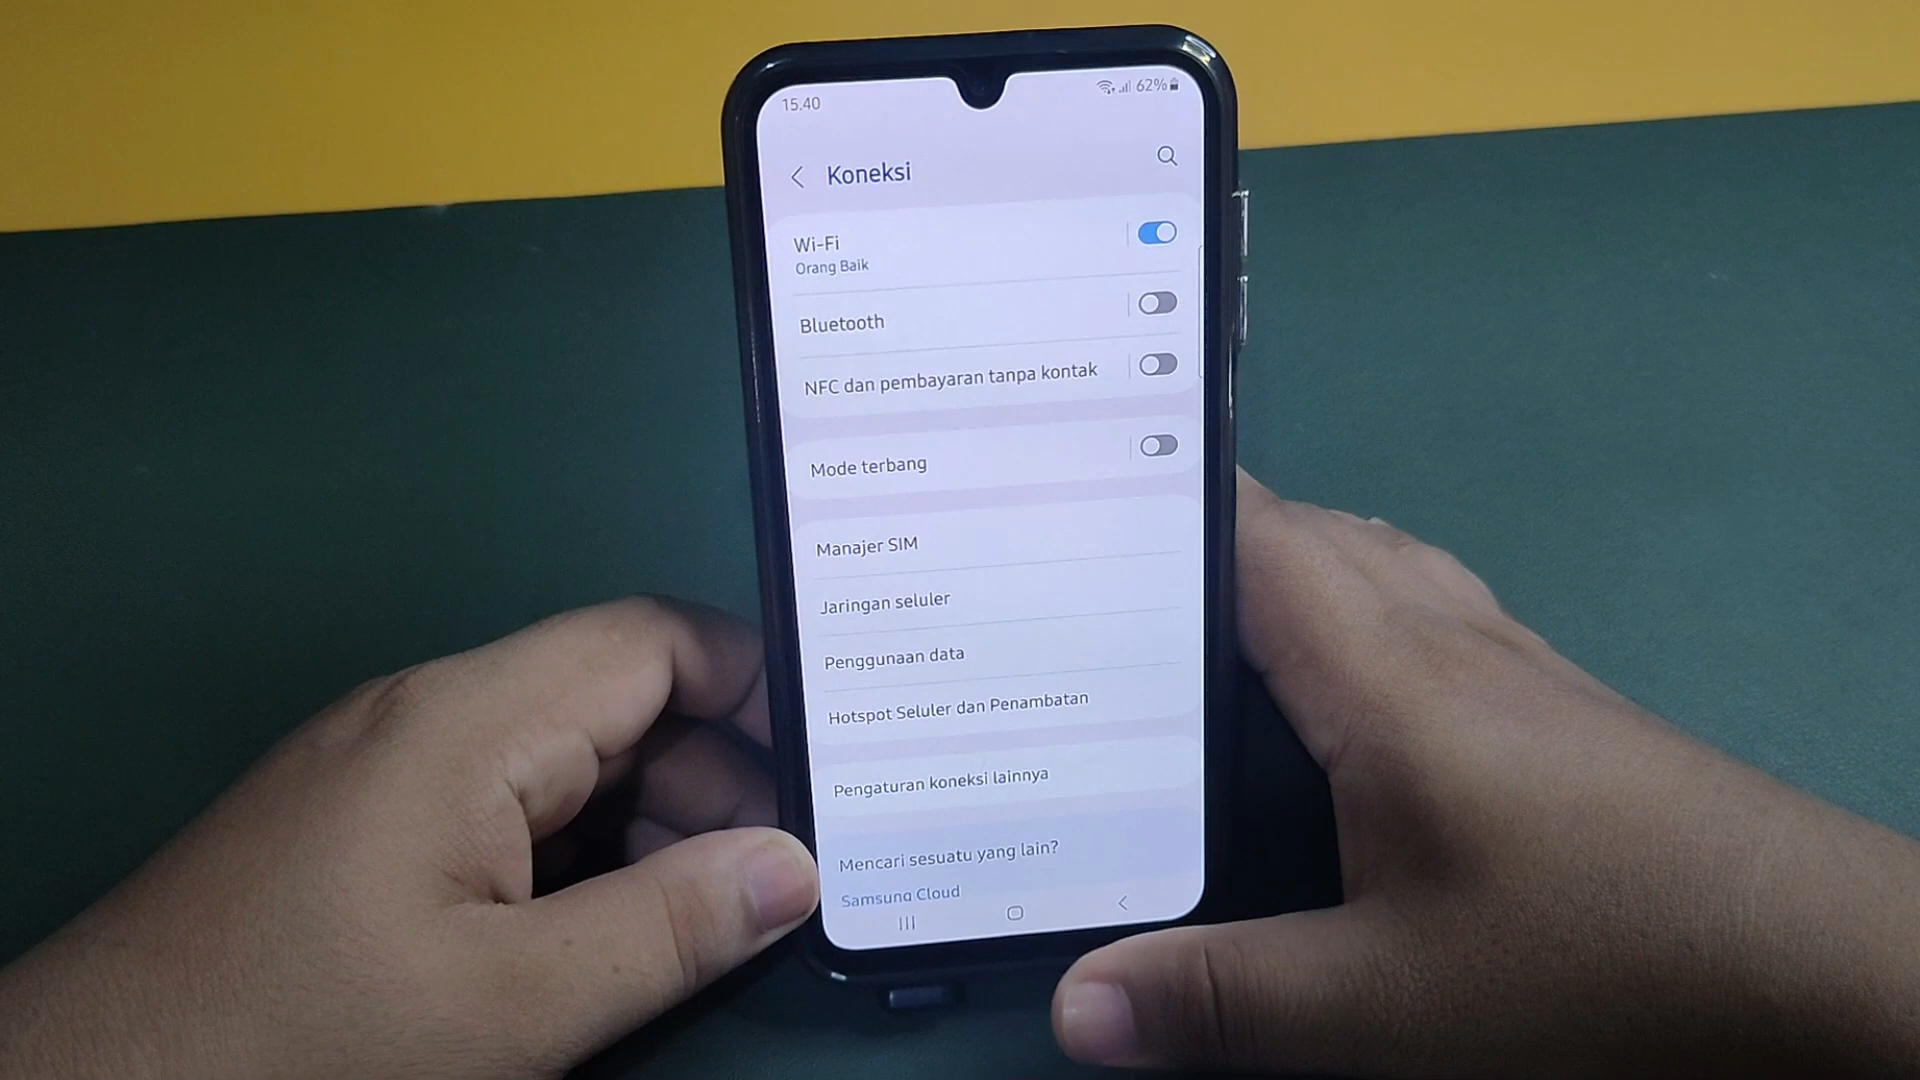 15.40
62%
Koneksi
Wi-Fi
Orang Baik
Bluetooth
NFC dan pembayaran tanpa kontak
Mode terbang
Manajer SIM
Jaringan seluler
Penggunaan data
Hotspot Seluler dan Penambatan
Pengaturan koneksi lainnya
Mencari sesuatu yang lain?
Samsung Cloud